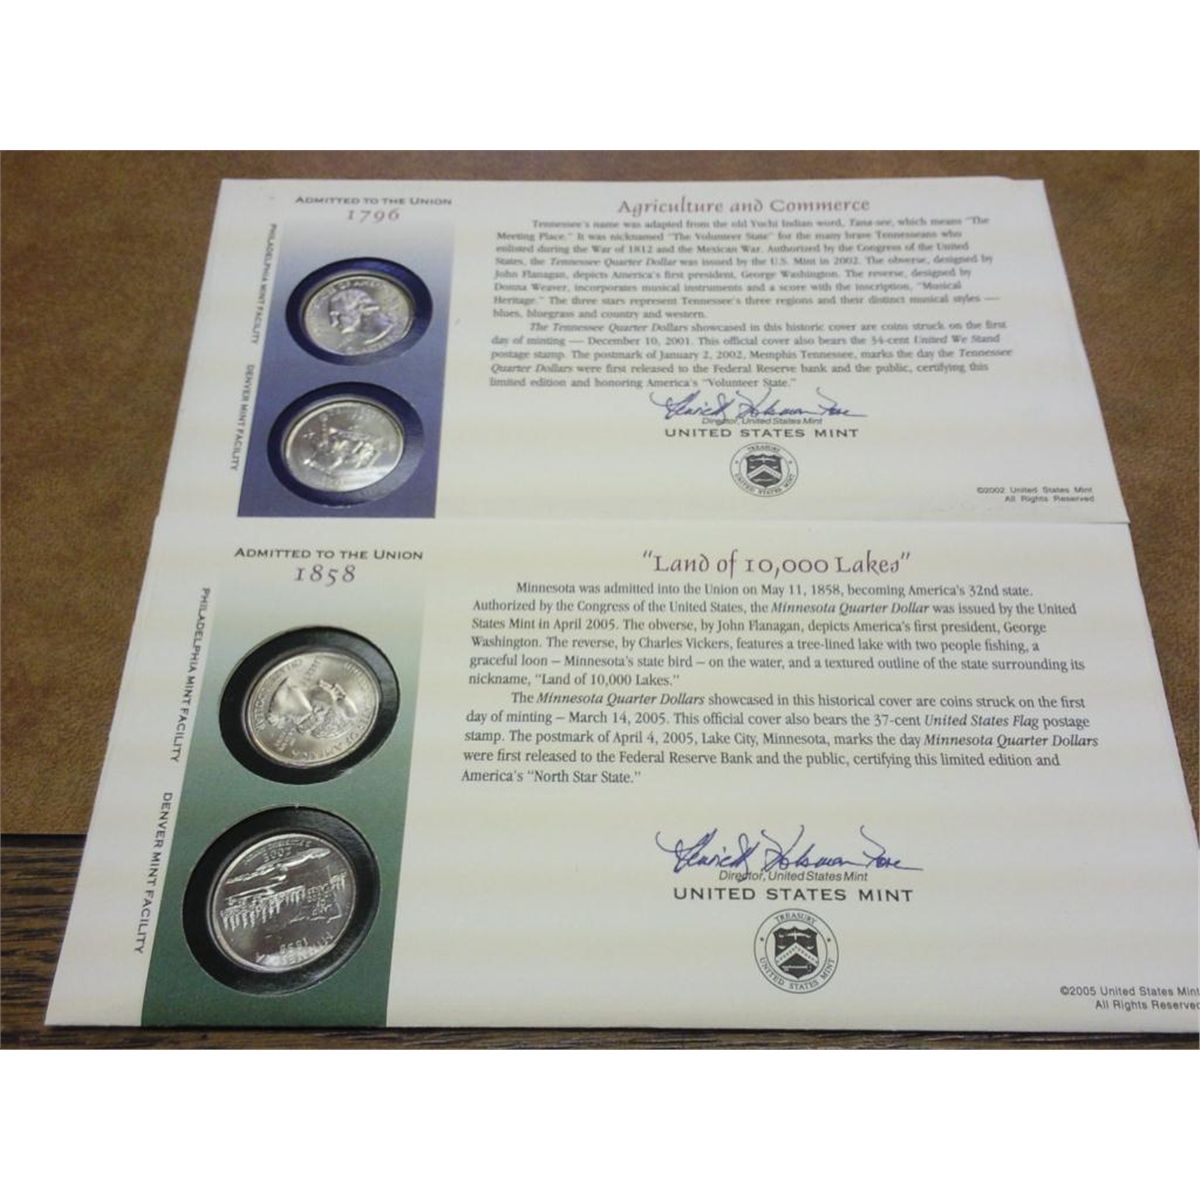 ADMITTED TO THE UNION
1796
PHILADELPHIA MINT FACILITY
DENVER MINT FACILITY
Agriculture and Commerce
Tennessee's name was adapted from the old Yuchi Indian word, Tana-see, which means "The
Meeting Place." It was nicknamed "The Volunteer State" for the many brave Tennesseans who
enlisted during the War of 1812 and the Mexican War. Authorized by the Congress of the United
States, the Tennessee Quarter Dollar was issued by the U.S. Mint in 2002. The obverse, designed by
John Flanagan, depicts America's first president, George Washington. The reverse, designed by
Donna Weaver, incorporates musical instruments and a score with the inscription, "Musical
Heritage." The three stars represent Tennessee's three regions and their distinct musical styles —
blues, bluegrass and country and western.
The Tennessee Quarter Dollars showcased in this historic cover are coins struck on the first
day of minting — December 10, 2001. This official cover also bears the 34-cent United We Stand
postage stamp. The postmark of January 2, 2002, Memphis Tennessee, marks the day the Tennessee
Quarter Dollars were first released to the Federal Reserve bank and the public, certifying this
limited edition and honoring America's "Volunteer State."
Director, United States Mint
UNITED STATES MINT
TREASURY
UNITED STATES MINT
©2002 United States Mint
All Rights Reserved
ADMITTED TO THE UNION
1858
PHILADELPHIA MINT FACILITY
DENVER MINT FACILITY
2005
MINNESOTA
1858
"Land of 10,000 Lakes"
Minnesota was admitted into the Union on May 11, 1858, becoming America's 32nd state.
Authorized by the Congress of the United States, the Minnesota Quarter Dollar was issued by the United
States Mint in April 2005. The obverse, by John Flanagan, depicts America's first president, George
Washington. The reverse, by Charles Vickers, features a tree-lined lake with two people fishing, a
graceful loon – Minnesota's state bird – on the water, and a textured outline of the state surrounding its
nickname, "Land of 10,000 Lakes."
The Minnesota Quarter Dollars showcased in this historical cover are coins struck on the first
day of minting – March 14, 2005. This official cover also bears the 37-cent United States Flag postage
stamp. The postmark of April 4, 2005, Lake City, Minnesota, marks the day Minnesota Quarter Dollars
were first released to the Federal Reserve Bank and the public, certifying this limited edition and
America's "North Star State."
Director, United States Mint
UNITED STATES MINT
TREASURY
UNITED STATES MINT
©2005 United States Mint
All Rights Reserved